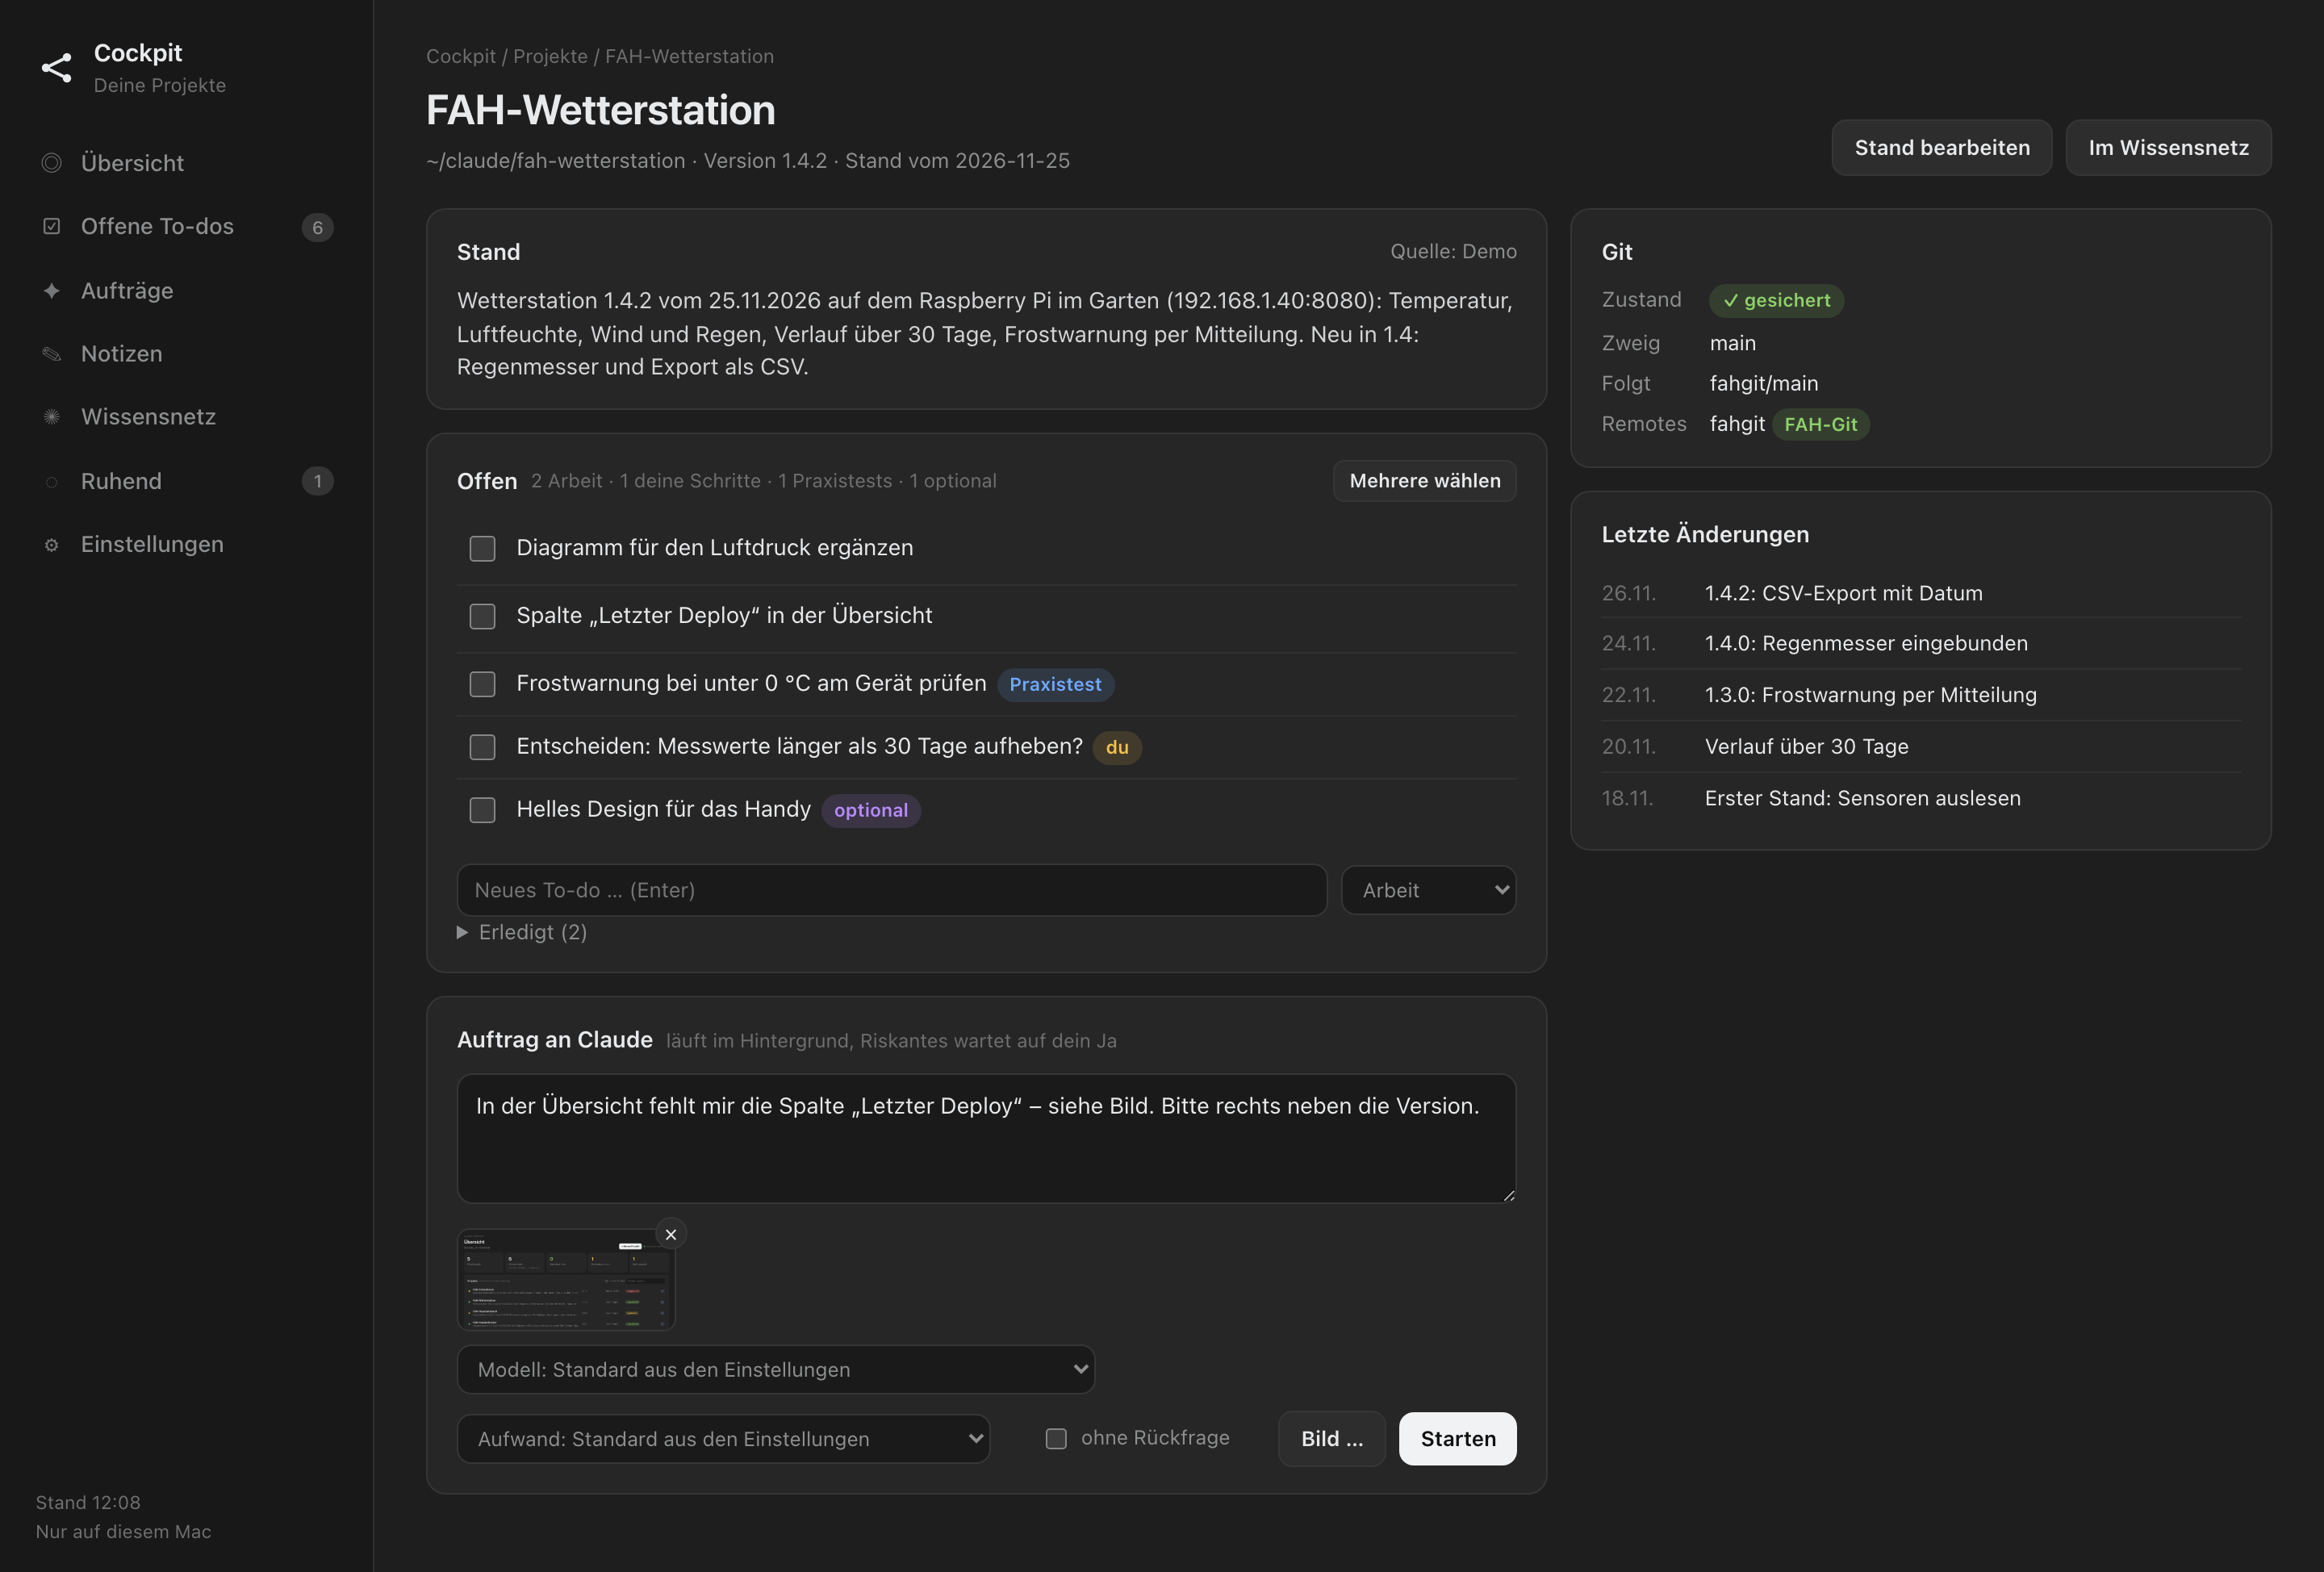 Cockpit
Deine Projekte
Übersicht
Offene To-dos 6
Aufträge
Notizen
Wissensnetz
Ruhend 1
Einstellungen
Stand 12:08
Nur auf diesem Mac
Cockpit / Projekte / FAH-Wetterstation
FAH-Wetterstation
~/claude/fah-wetterstation · Version 1.4.2 · Stand vom 2026-11-25
Stand bearbeiten
Im Wissensnetz
Stand
Quelle: Demo
Wetterstation 1.4.2 vom 25.11.2026 auf dem Raspberry Pi im Garten (192.168.1.40:8080): Temperatur,
Luftfeuchte, Wind und Regen, Verlauf über 30 Tage, Frostwarnung per Mitteilung. Neu in 1.4:
Regenmesser und Export als CSV.
Offen 2 Arbeit · 1 deine Schritte · 1 Praxistests · 1 optional
Mehrere wählen
Diagramm für den Luftdruck ergänzen
Spalte „Letzter Deploy“ in der Übersicht
Frostwarnung bei unter 0 °C am Gerät prüfen Praxistest
Entscheiden: Messwerte länger als 30 Tage aufheben? du
Helles Design für das Handy optional
Neues To-do … (Enter)
Arbeit
Erledigt (2)
Auftrag an Claude läuft im Hintergrund, Riskantes wartet auf dein Ja
In der Übersicht fehlt mir die Spalte „Letzter Deploy“ – siehe Bild. Bitte rechts neben die Version.
Übersicht
Modell: Standard aus den Einstellungen
Aufwand: Standard aus den Einstellungen
ohne Rückfrage
Bild …
Starten
Git
Zustand ✓ gesichert
Zweig main
Folgt fahgit/main
Remotes fahgit FAH-Git
Letzte Änderungen
26.11. 1.4.2: CSV-Export mit Datum
24.11. 1.4.0: Regenmesser eingebunden
22.11. 1.3.0: Frostwarnung per Mitteilung
20.11. Verlauf über 30 Tage
18.11. Erster Stand: Sensoren auslesen